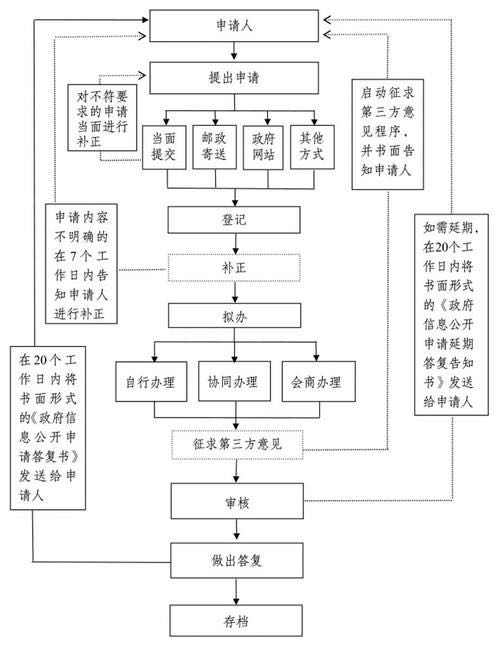 申请人
提出申请
对不符要
求的申请
当面进行
补正
当面
提交
邮政
寄送
政府
网站
其他
方式
启动征求
第三方意
见程序，
并书面告
知申请人
登记
申请内容
不明确的
在7个工
作日内告
知申请人
进行补正
补正
如需延期，
在20个工
作日内将
书面形式
的《政府
信息公开
申请延期
答复告知
书》发送
给申请人
拟办
自行办理
协同办理
会商办理
在20个工
作日内将
书面形式
的《政府信
息公开申
请答复书》
发送给申
请人
征求第三方意见
审核
做出答复
存档